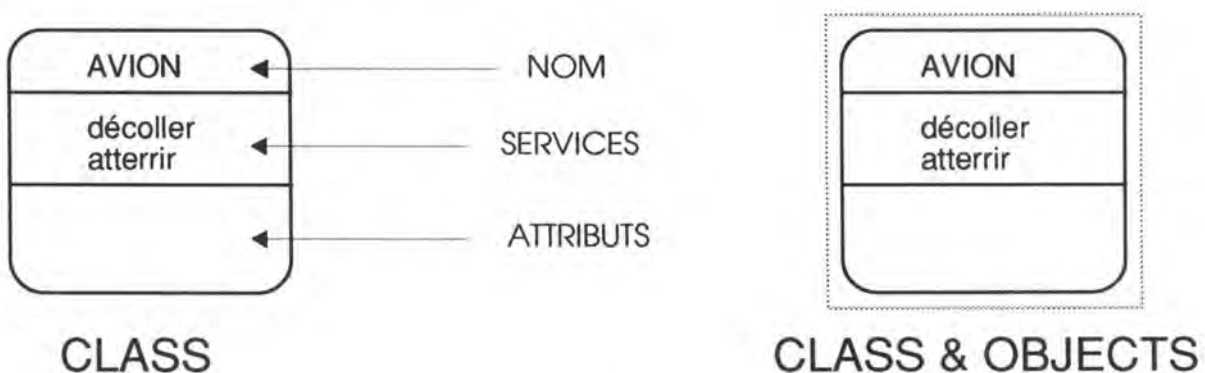 AVION
NOM
AVION
décoller
atterrir
SERVICES
décoller
atterrir
ATTRIBUTS
CLASS
CLASS & OBJECTS